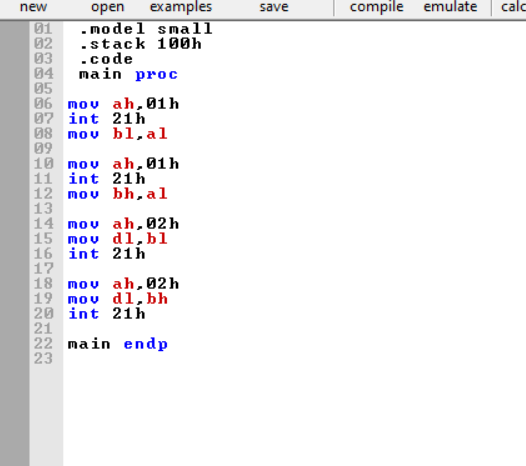 new open examples save compile emulate calc
01 .model small
02 .stack 100h
03 .code
04 main proc
05
06 mov ah,01h
07 int 21h
08 mov bl,al
09
10 mov ah,01h
11 int 21h
12 mov bh,al
13
14 mov ah,02h
15 mov dl,bl
16 int 21h
17
18 mov ah,02h
19 mov dl,bh
20 int 21h
21
22 main endp
23